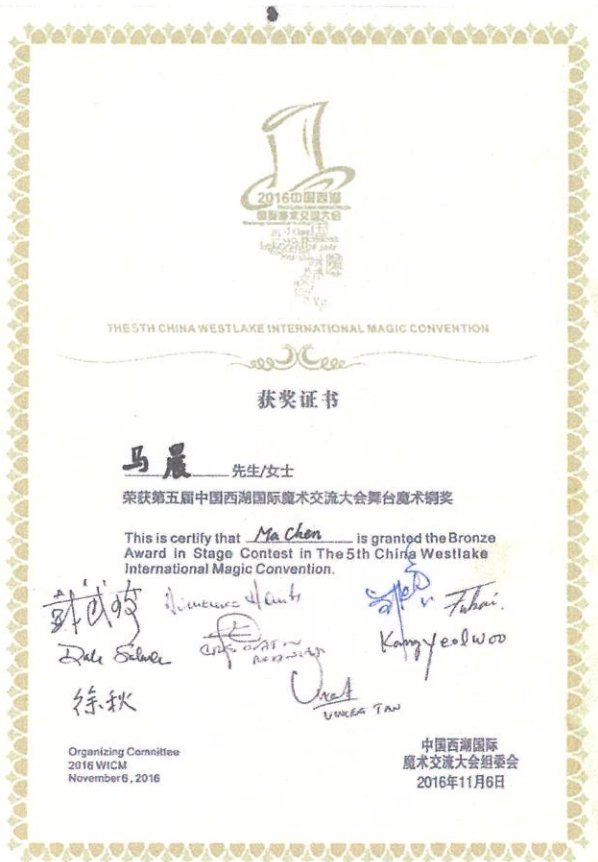 2016中国西湖
国际魔术交流大会
THE 5TH CHINA WESTLAKE INTERNATIONAL MAGIC CONVENTION
获奖证书
马晨 先生/女士
荣获第五届中国西湖国际魔术交流大会舞台魔术铜奖
This is certify that Ma Chen is granted the Bronze
Award in Stage Contest in The 5th China Westlake
International Magic Convention.
Fuhai.
Dale Salwak
Kang yeol woo
徐秋
VINCEA TAN
Organizing Committee
2016 WICM
November 6, 2016
中国西湖国际
魔术交流大会组委会
2016年11月6日